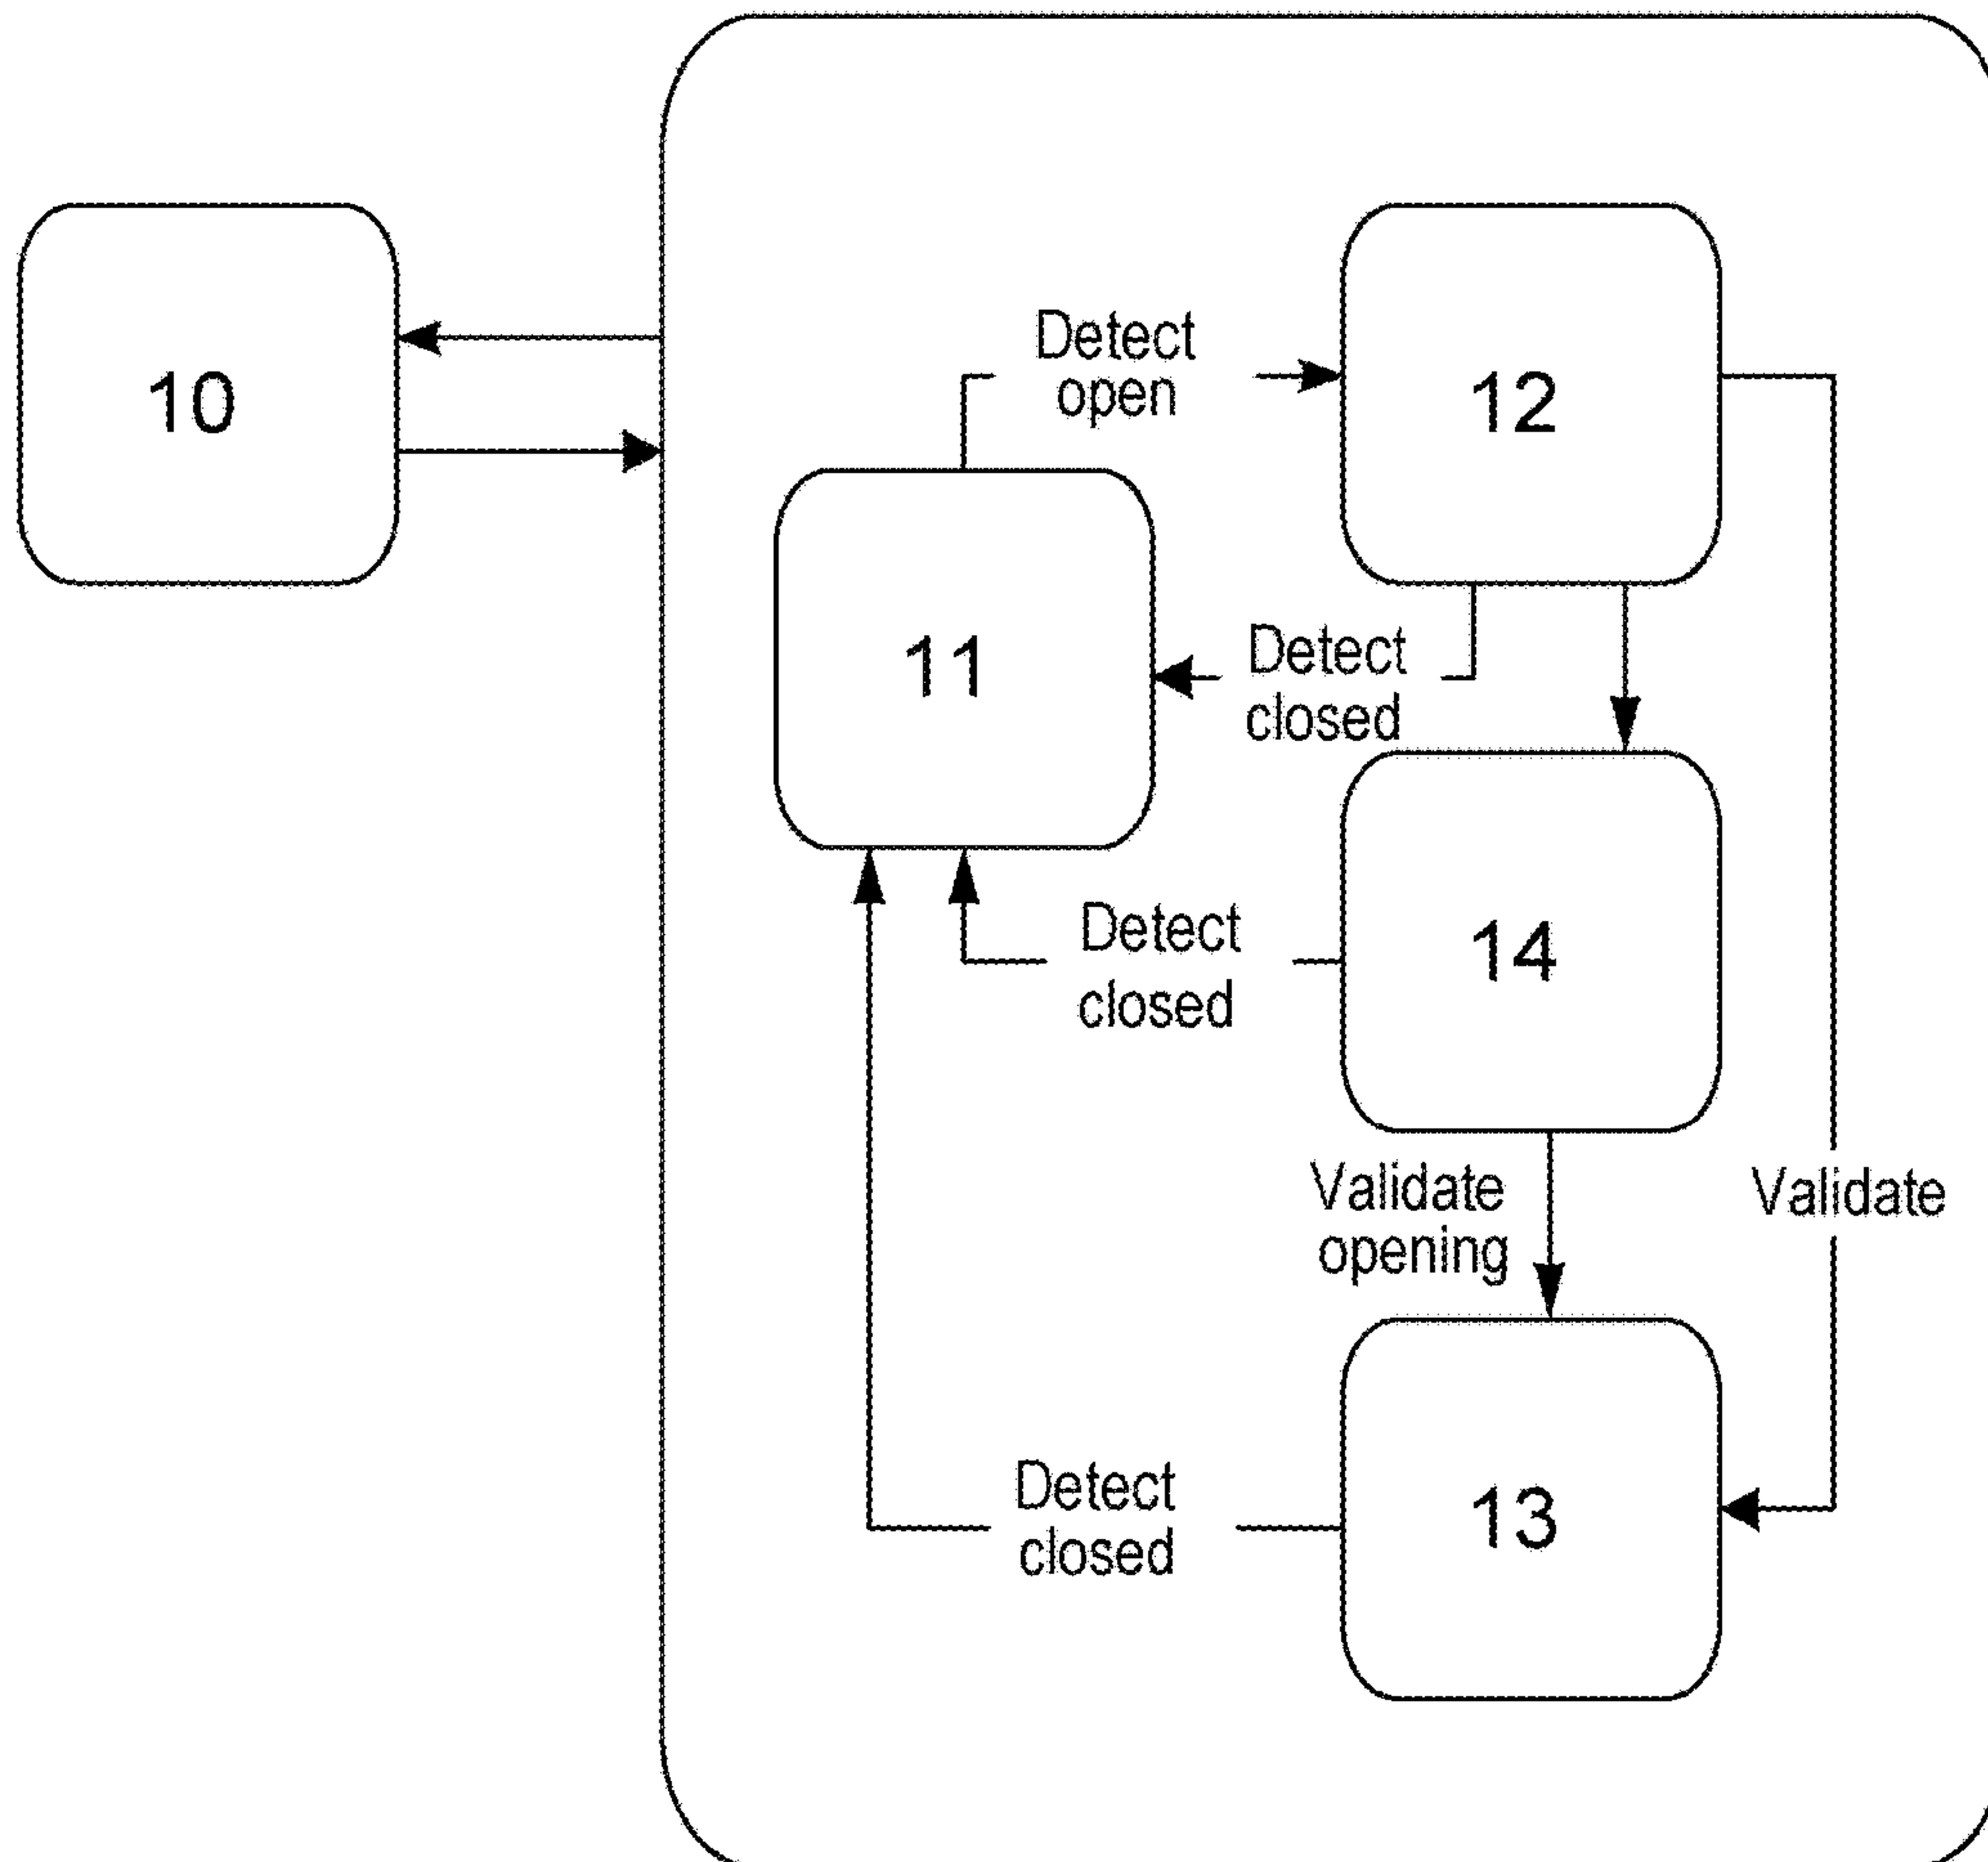 Detect
open
10
12
11
Detect
closed
Detect
closed
14
Validate
opening
Validate
Detect
closed
13